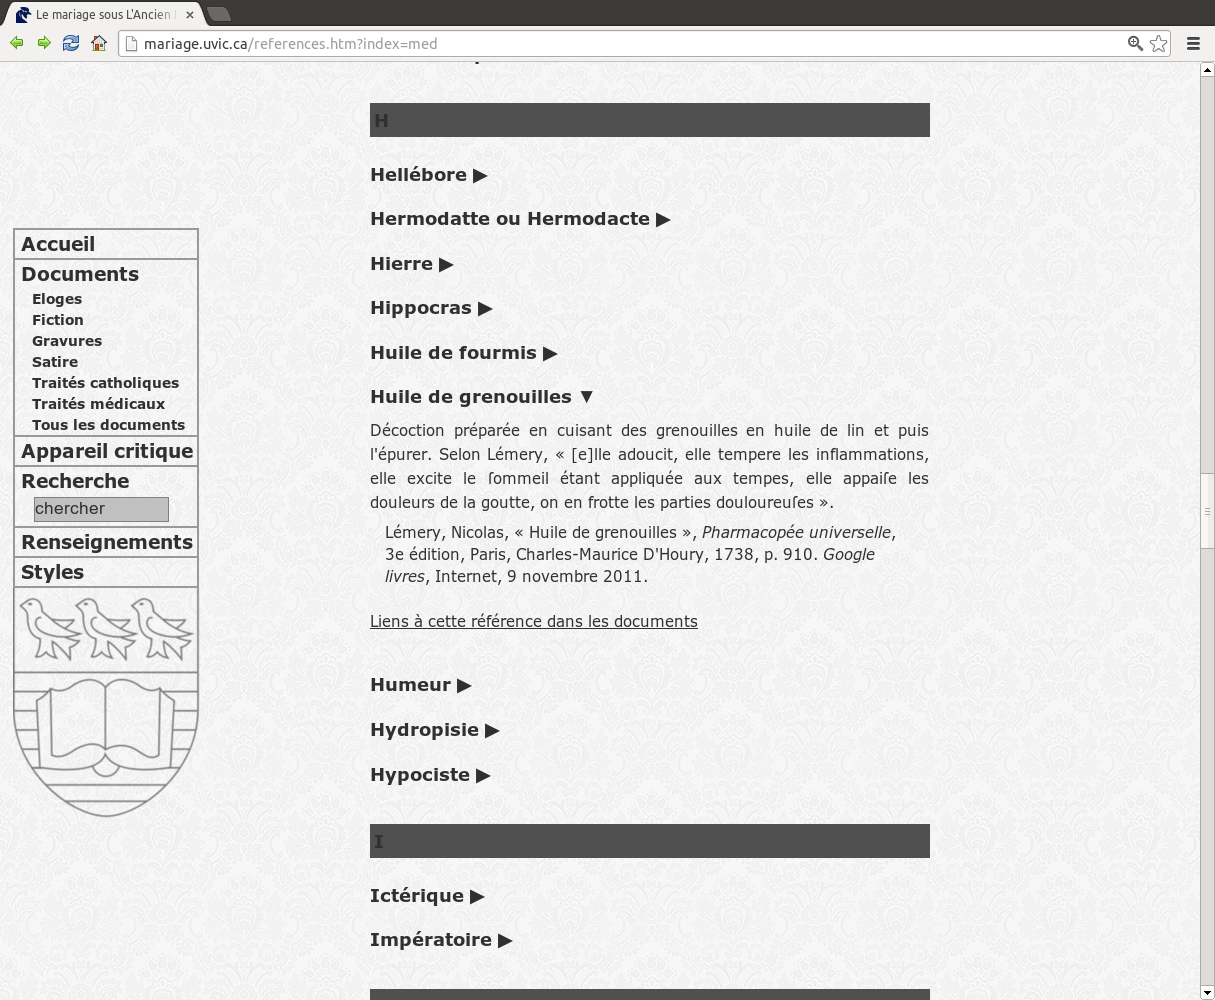 Le mariage sous L'Ancien
mariage.uvic.ca/references.htm?index=med
H
Hellébore ▶
Hermodatte ou Hermodacte ▶
Hierre ▶
Hippocras ▶
Huile de fourmis ▶
Huile de grenouilles ▼
Décoction préparée en cuisant des grenouilles en huile de lin et puis
l'épurer. Selon Lémery, « [e]lle adoucit, elle tempere les inflammations,
elle excite le ſommeil étant appliquée aux tempes, elle appaiſe les
douleurs de la goutte, on en frotte les parties douloureuſes ».
Lémery, Nicolas, « Huile de grenouilles », Pharmacopée universelle,
3e édition, Paris, Charles-Maurice D'Houry, 1738, p. 910. Google
livres, Internet, 9 novembre 2011.
Liens à cette référence dans les documents
Humeur ▶
Hydropisie ▶
Hypociste ▶
I
Ictérique ▶
Impératoire ▶
Accueil
Documents
Eloges
Fiction
Gravures
Satire
Traités catholiques
Traités médicaux
Tous les documents
Appareil critique
Recherche
chercher
Renseignements
Styles